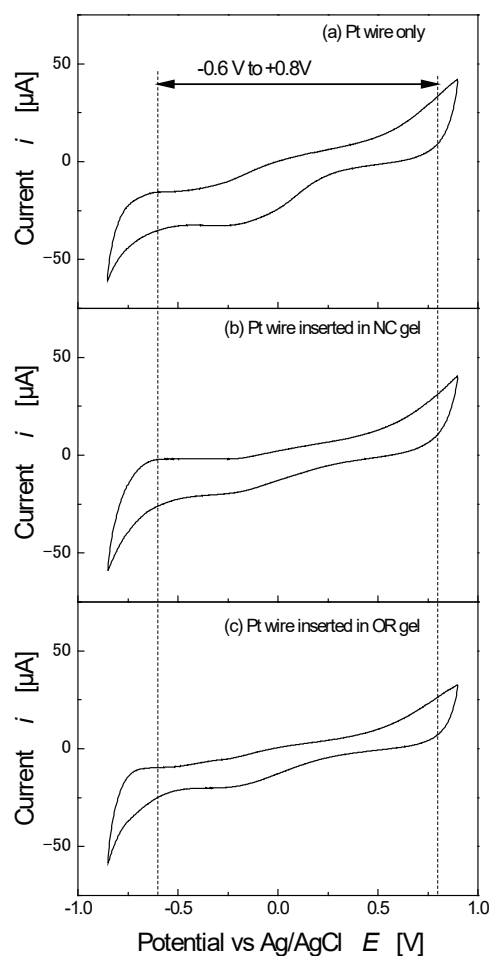 (a) Pt wire only
-0.6 V to +0.8V
50
0
−50
Current i [μA]
(b) Pt wire inserted in NC gel
50
0
−50
Current i [μA]
(c) Pt wire inserted in OR gel
50
0
−50
Current i [μA]
-1.0 -0.5 0.0 0.5 1.0
Potential vs Ag/AgCl E [V]